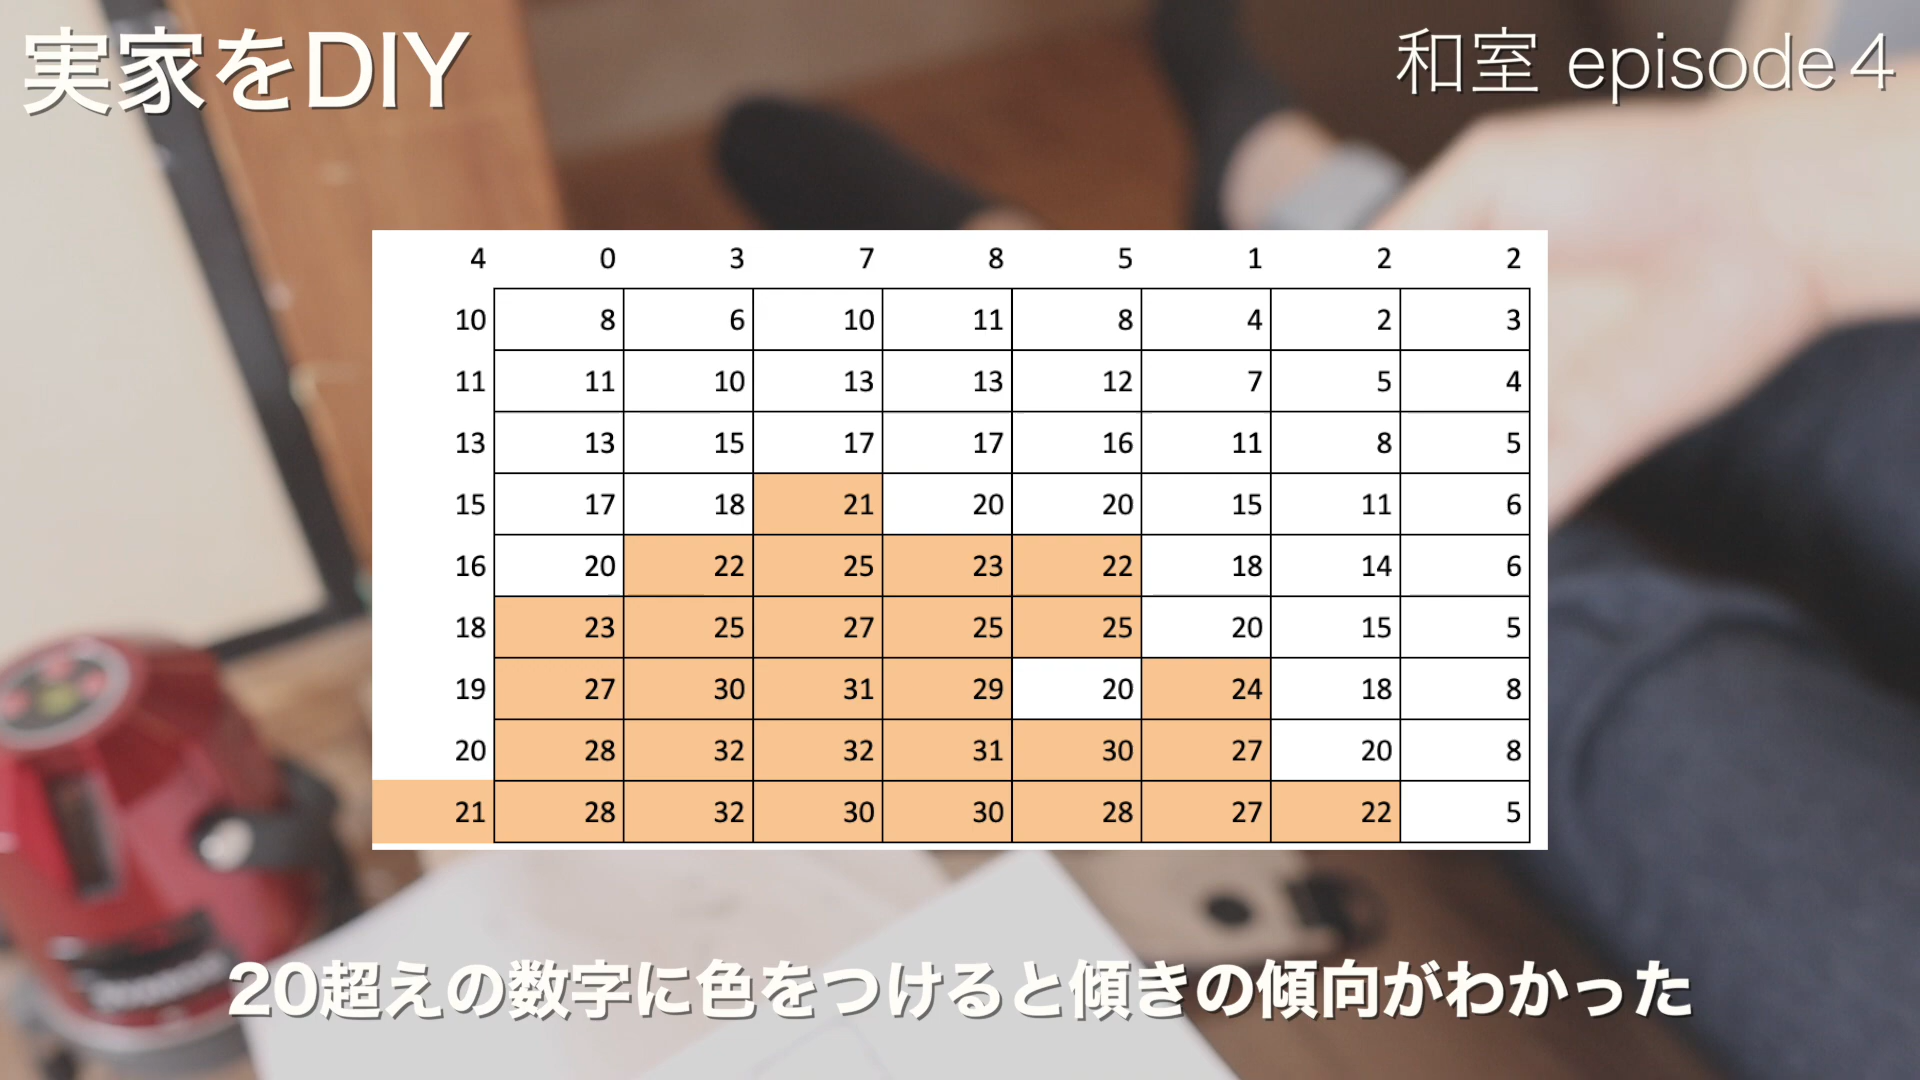 実家をDIY
和室 episode4
4 0 3 7 8 5 1 2 2
10 8 6 10 11 8 4 2 3
11 11 10 13 13 12 7 5 4
13 13 15 17 17 16 11 8 5
15 17 18 21 20 20 15 11 6
16 20 22 25 23 22 18 14 6
18 23 25 27 25 25 20 15 5
19 27 30 31 29 20 24 18 8
20 28 32 32 31 30 27 20 8
21 28 32 30 30 28 27 22 5
20超えの数字に色をつけると傾きの傾向がわかった